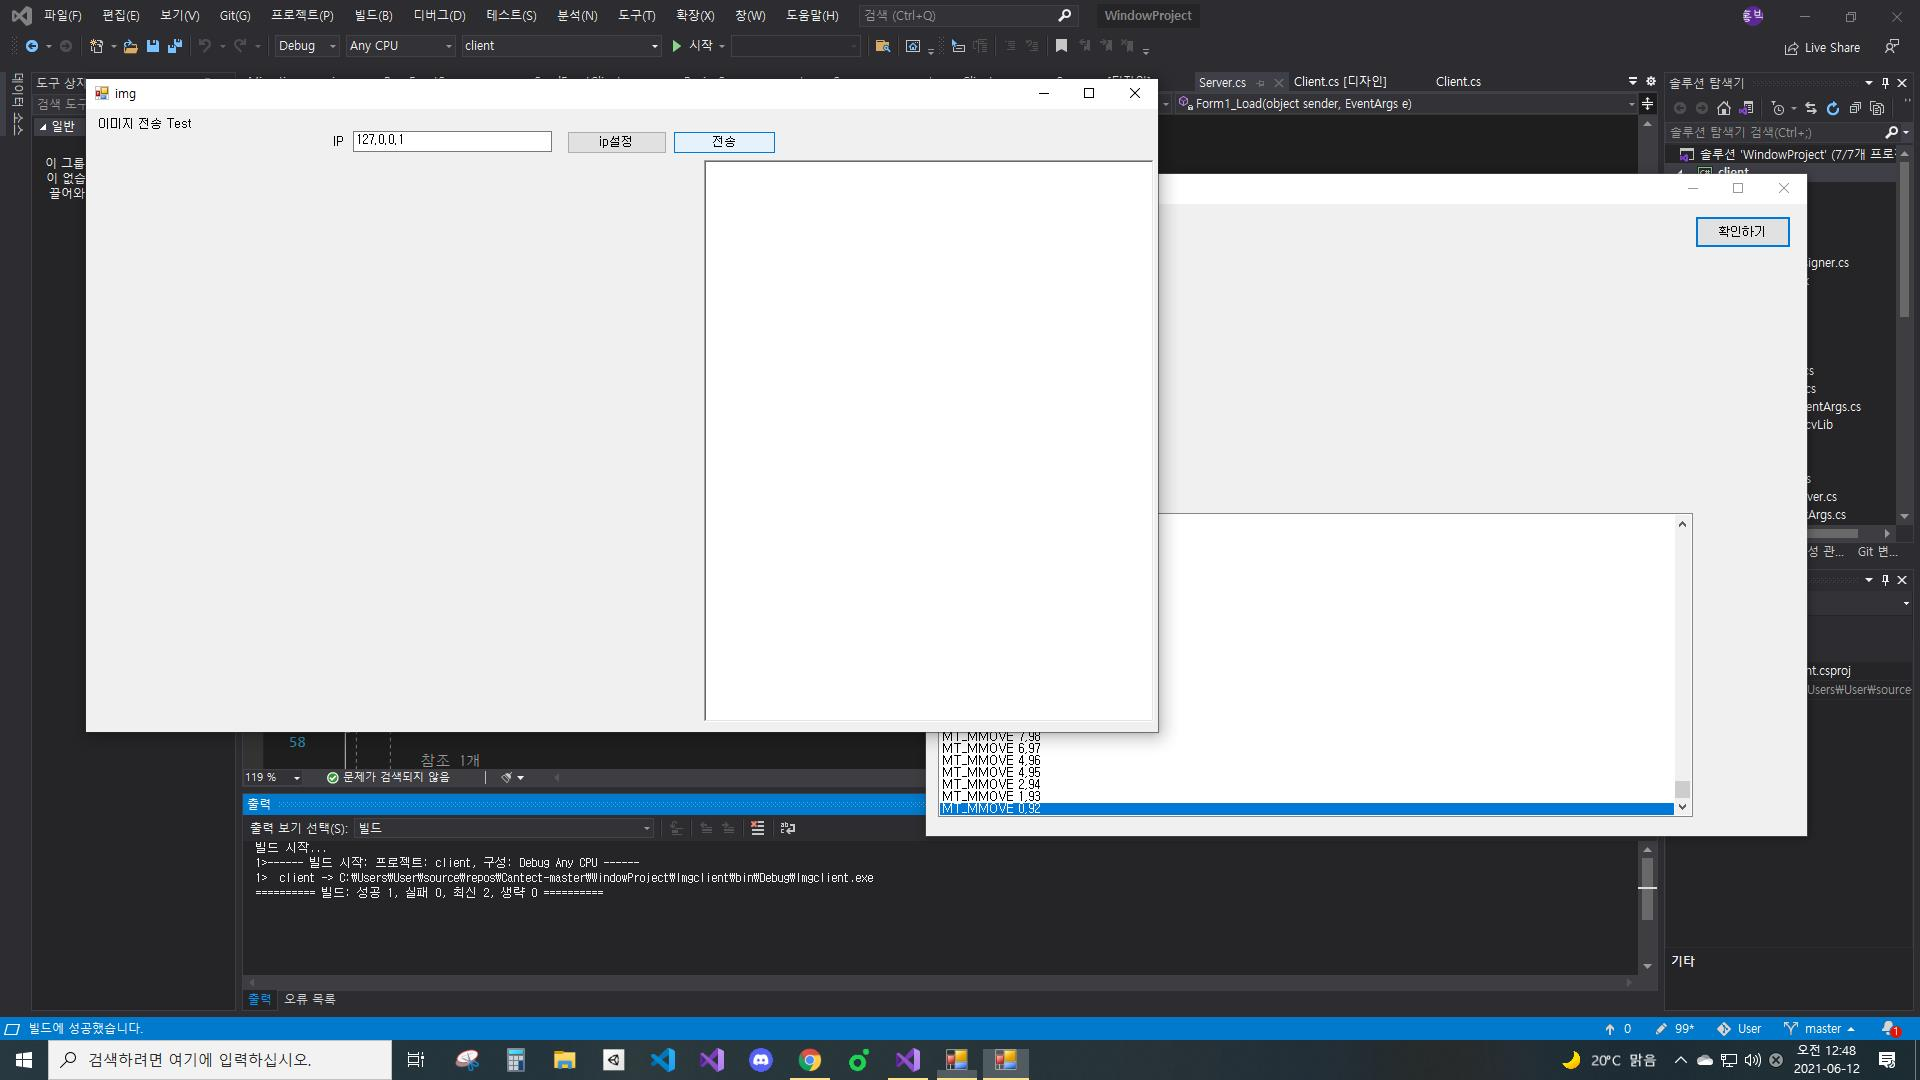 파일(F) 편집(E) 보기(V) Git(G) 프로젝트(P) 빌드(B) 디버그(D) 테스트(S) 분석(N) 도구(T) 확장(X) 창(W) 도움말(H) 검색 (Ctrl+Q) WindowProject 홍빅
Debug Any CPU client 시작 Live Share
데이터 소스
도구 상자
검색 도구
일반
이 그룹
이 없습
끌어와
Server.cs Client.cs [디자인] Client.cs
Form1_Load(object sender, EventArgs e)
img
이미지 전송 Test
IP 127,0,0,1 ip설정 전송
솔루션 탐색기
솔루션 탐색기 검색(Ctrl+;)
솔루션 'WindowProject' (7/7개 프로
client
확인하기
igner.cs
cs
entArgs.cs
cvLib
ver.cs
Args.cs
성 관... Git 변...
nt.csproj
Users\User\source
58
참조 1개
119 % 문제가 검색되지 않음
MT_MMOVE 7,98
MT_MMOVE 6,97
MT_MMOVE 4,96
MT_MMOVE 4,95
MT_MMOVE 2,94
MT_MMOVE 1,93
MT_MMOVE 0,92
출력
출력 보기 선택(S): 빌드
빌드 시작...
1>------ 빌드 시작: 프로젝트: client, 구성: Debug Any CPU ------
1>  client -> C:\Users\User\source\repos\Cantect-master\WindowProject\Imgclient\bin\Debug\Imgclient.exe
========== 빌드: 성공 1, 실패 0, 최신 2, 생략 0 ==========
기타
출력 오류 목록
빌드에 성공했습니다. 0 99* User master 1
검색하려면 여기에 입력하십시오. 20°C 맑음 오전 12:48
2021-06-12